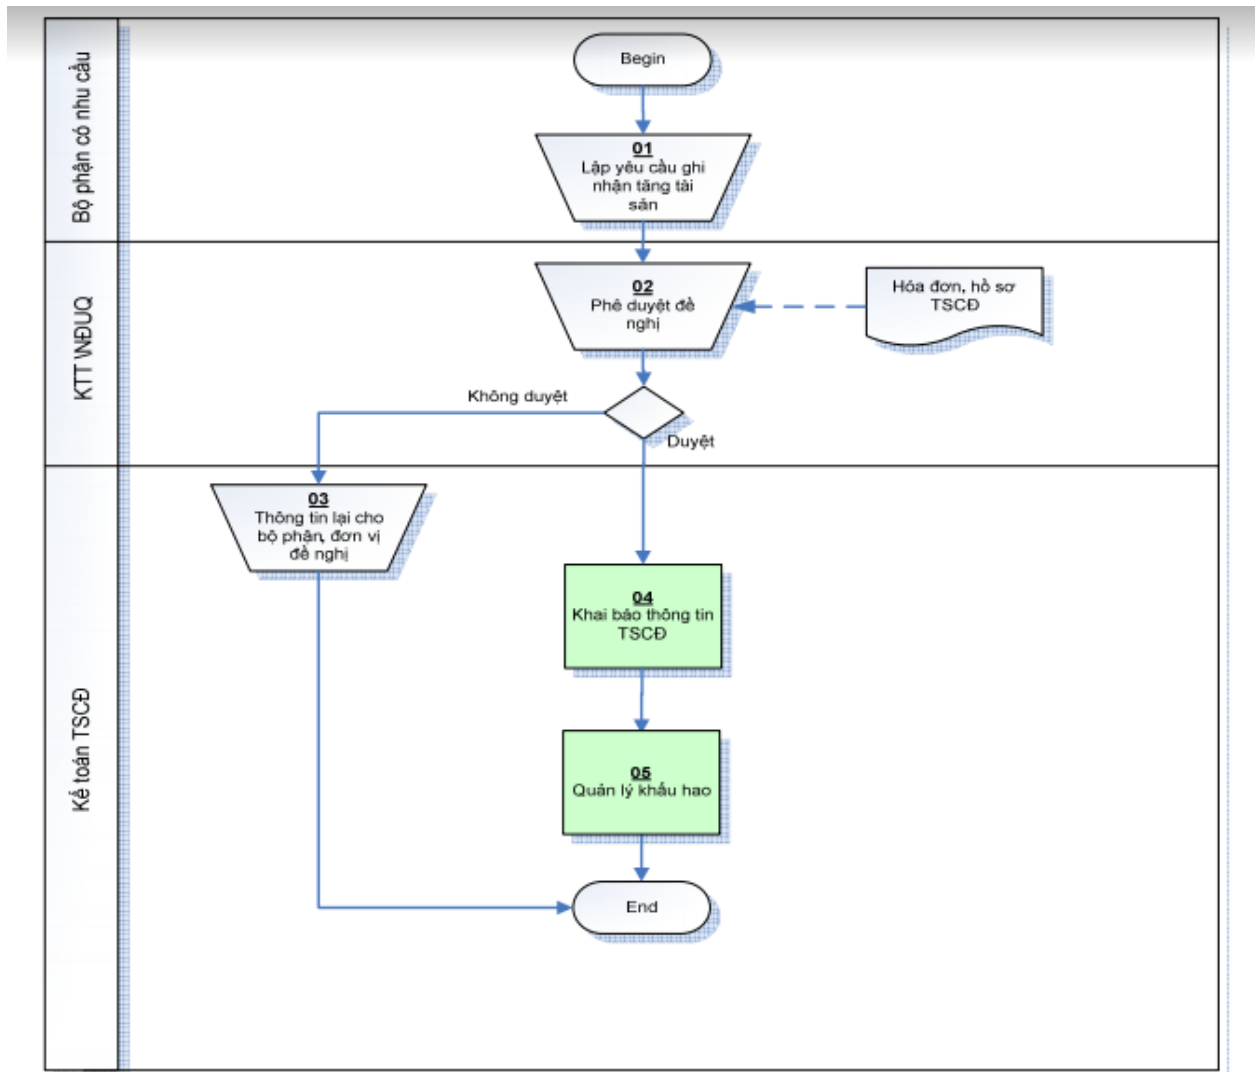 Bộ phận có nhu cầu
Begin
01
Lập yêu cầu ghi
nhận tăng tài
sản
KTT \NĐUQ
02
Phê duyệt đề
nghị
Hóa đơn, hồ sơ
TSCĐ
Không duyệt
Duyệt
Kế toán TSCĐ
03
Thông tin lại cho
bộ phận, đơn vị
đề nghị
04
Khai báo thông tin
TSCĐ
05
Quản lý khấu hao
End